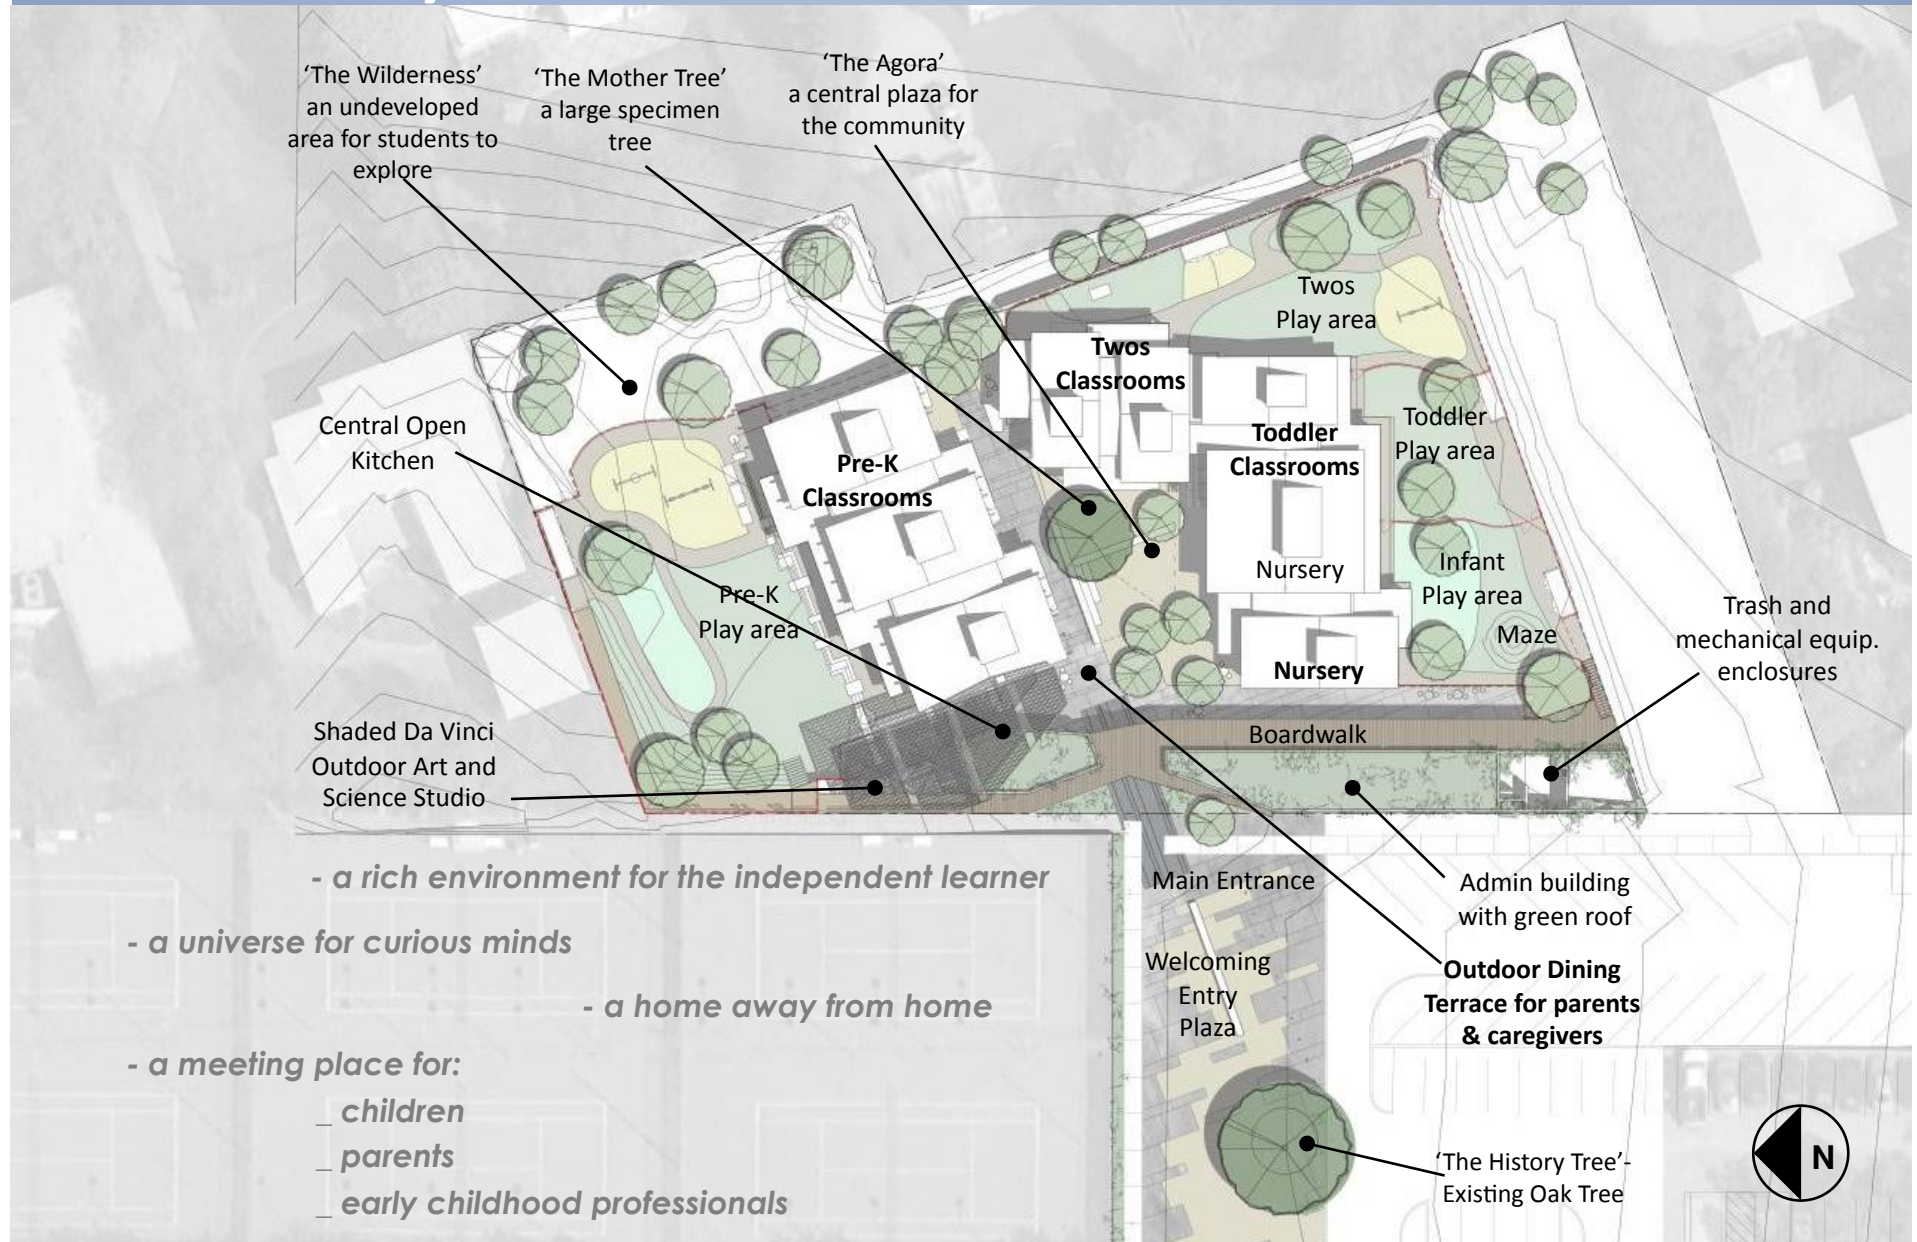 ‘The Wilderness’
an undeveloped
area for students to
explore
‘The Mother Tree’
a large specimen
tree
‘The Agora’
a central plaza for
the community
Twos
Play area
Twos
Classrooms
Central Open
Kitchen
Pre-K
Classrooms
Toddler
Classrooms
Toddler
Play area
Nursery
Infant
Play area
Pre-K
Play area
Maze
Nursery
Trash and
mechanical equip.
enclosures
Shaded Da Vinci
Outdoor Art and
Science Studio
Boardwalk
- a rich environment for the independent learner
- a universe for curious minds
- a home away from home
- a meeting place for:
_ children
_ parents
_ early childhood professionals
Main Entrance
Admin building
with green roof
Welcoming
Entry
Plaza
Outdoor Dining
Terrace for parents
& caregivers
‘The History Tree’-
Existing Oak Tree
N